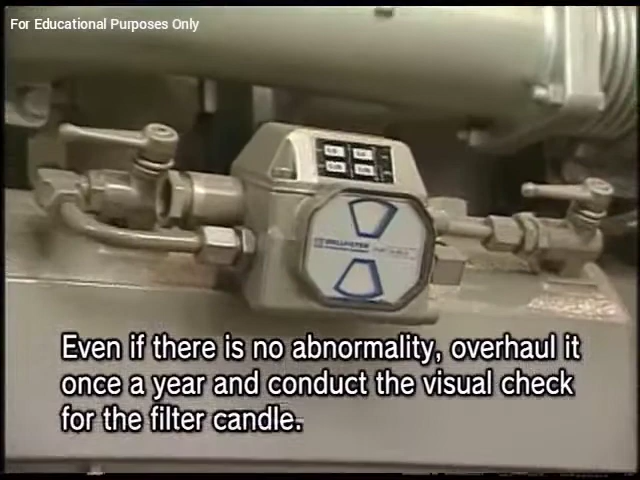 For Educational Purposes Only
Even if there is no abnormality, overhaul it
once a year and conduct the visual check
for the filter candle.